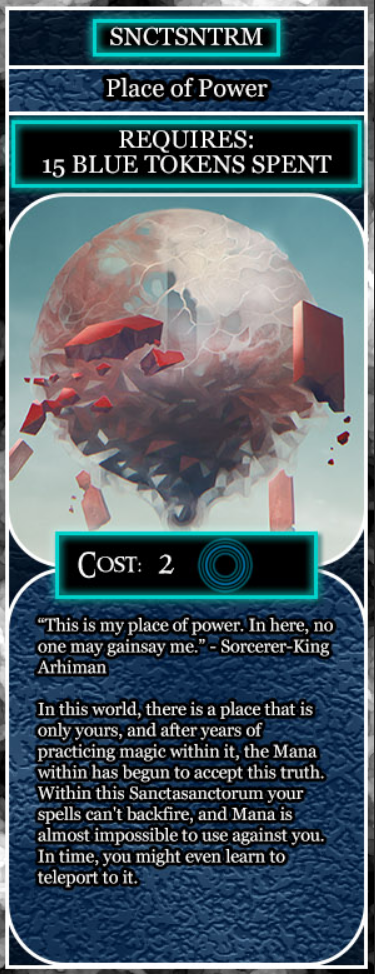 SNCTSNTRM
Place of Power
REQUIRES:
15 BLUE TOKENS SPENT
COST: 2
“This is my place of power. In here, no
one may gainsay me.” - Sorcerer-King
Arhiman
In this world, there is a place that is
only yours, and after years of
practicing magic within it, the Mana
within has begun to accept this truth.
Within this Sanctasanctorum your
spells can't backfire, and Mana is
almost impossible to use against you.
In time, you might even learn to
teleport to it.